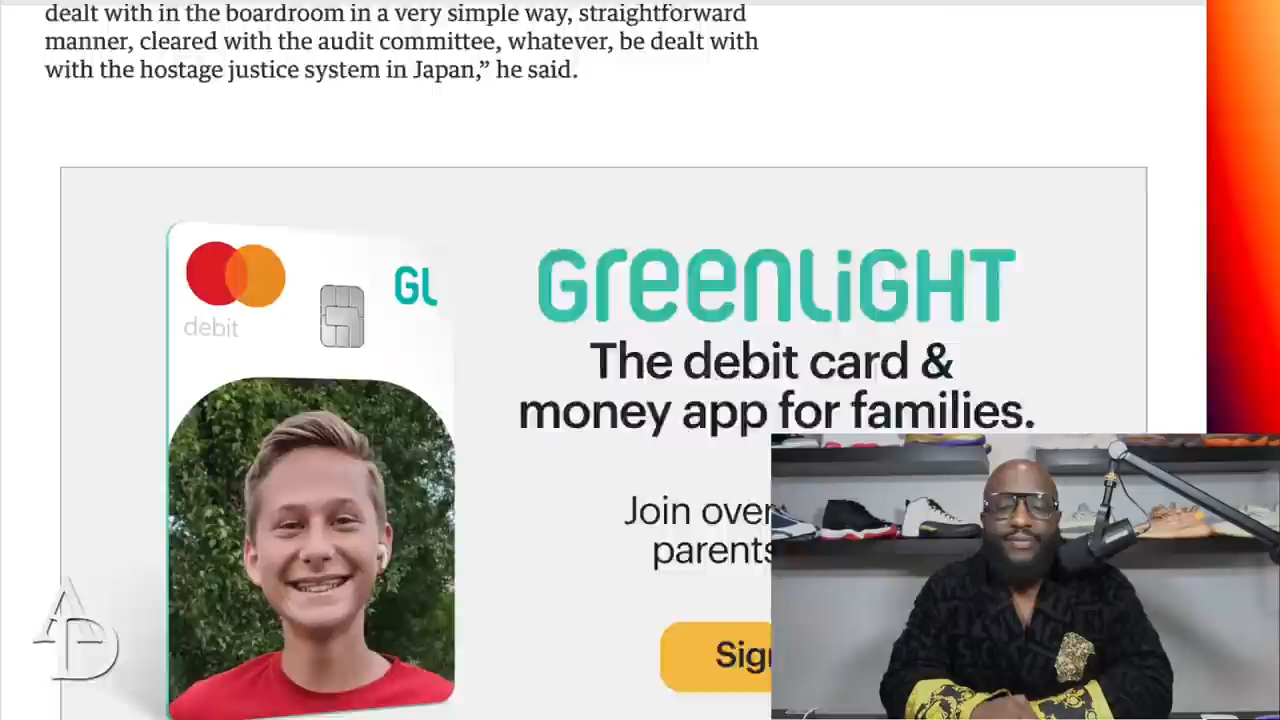 dealt with in the boardroom in a very simple way, straightforward
manner, cleared with the audit committee, whatever, be dealt with
with the hostage justice system in Japan,” he said.
GL
debit
GreenLiGHT
The debit card &
money app for families.
Join over
parents
Sig
AD